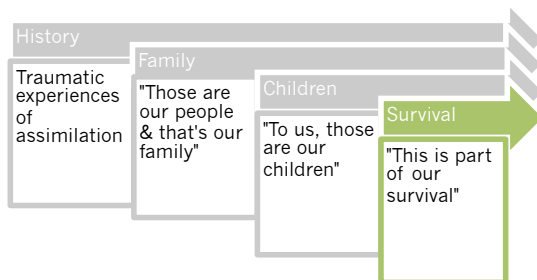 History
Traumatic
experiences
of
assimilation
Family
"Those are
our people
& that's our
family"
Children
"To us, those
are our
children"
Survival
"This is part
of our
survival"